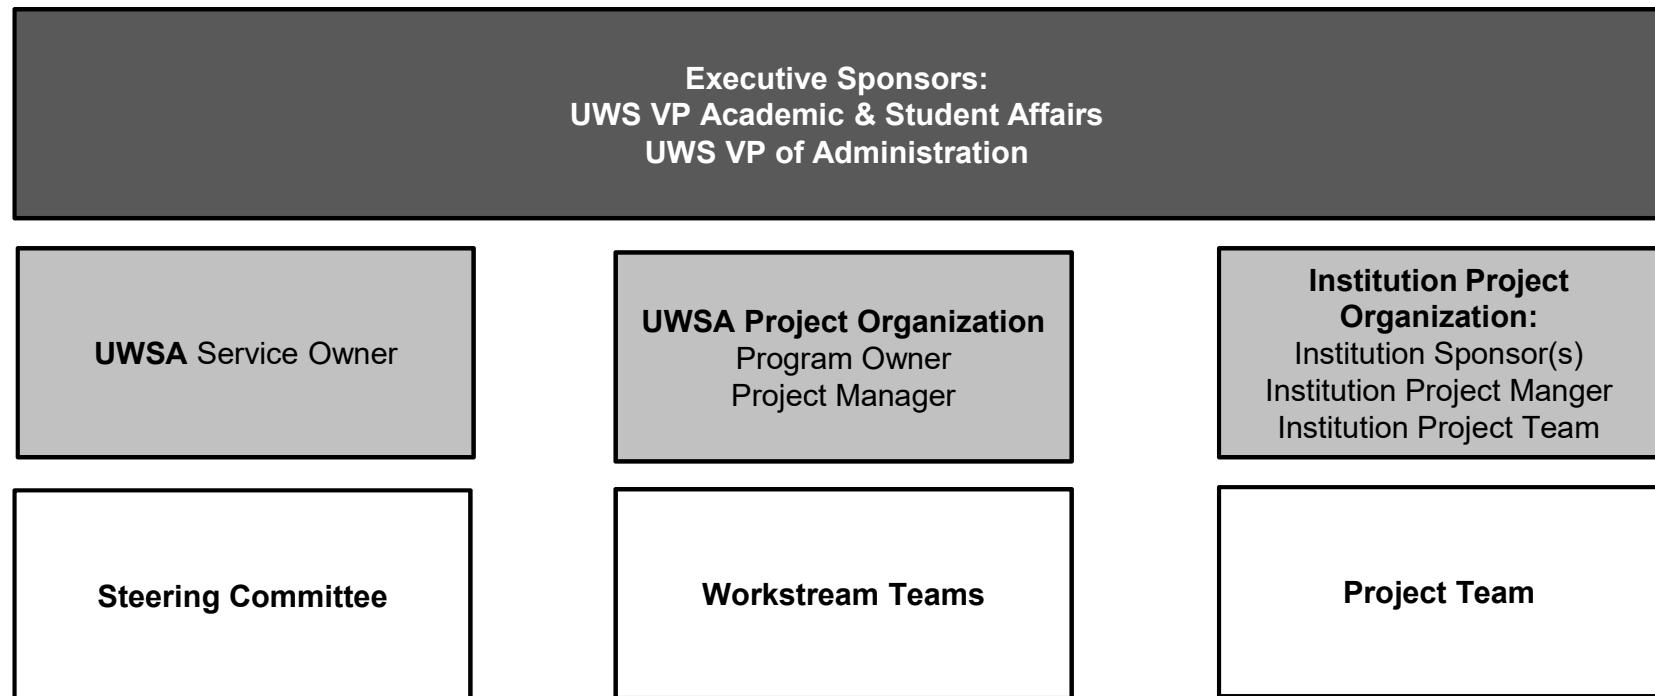 Executive Sponsors:
UWS VP Academic & Student Affairs
UWS VP of Administration
UWSA Service Owner
UWSA Project Organization
Program Owner
Project Manager
Institution Project
Organization:
Institution Sponsor(s)
Institution Project Manger
Institution Project Team
Steering Committee
Workstream Teams
Project Team